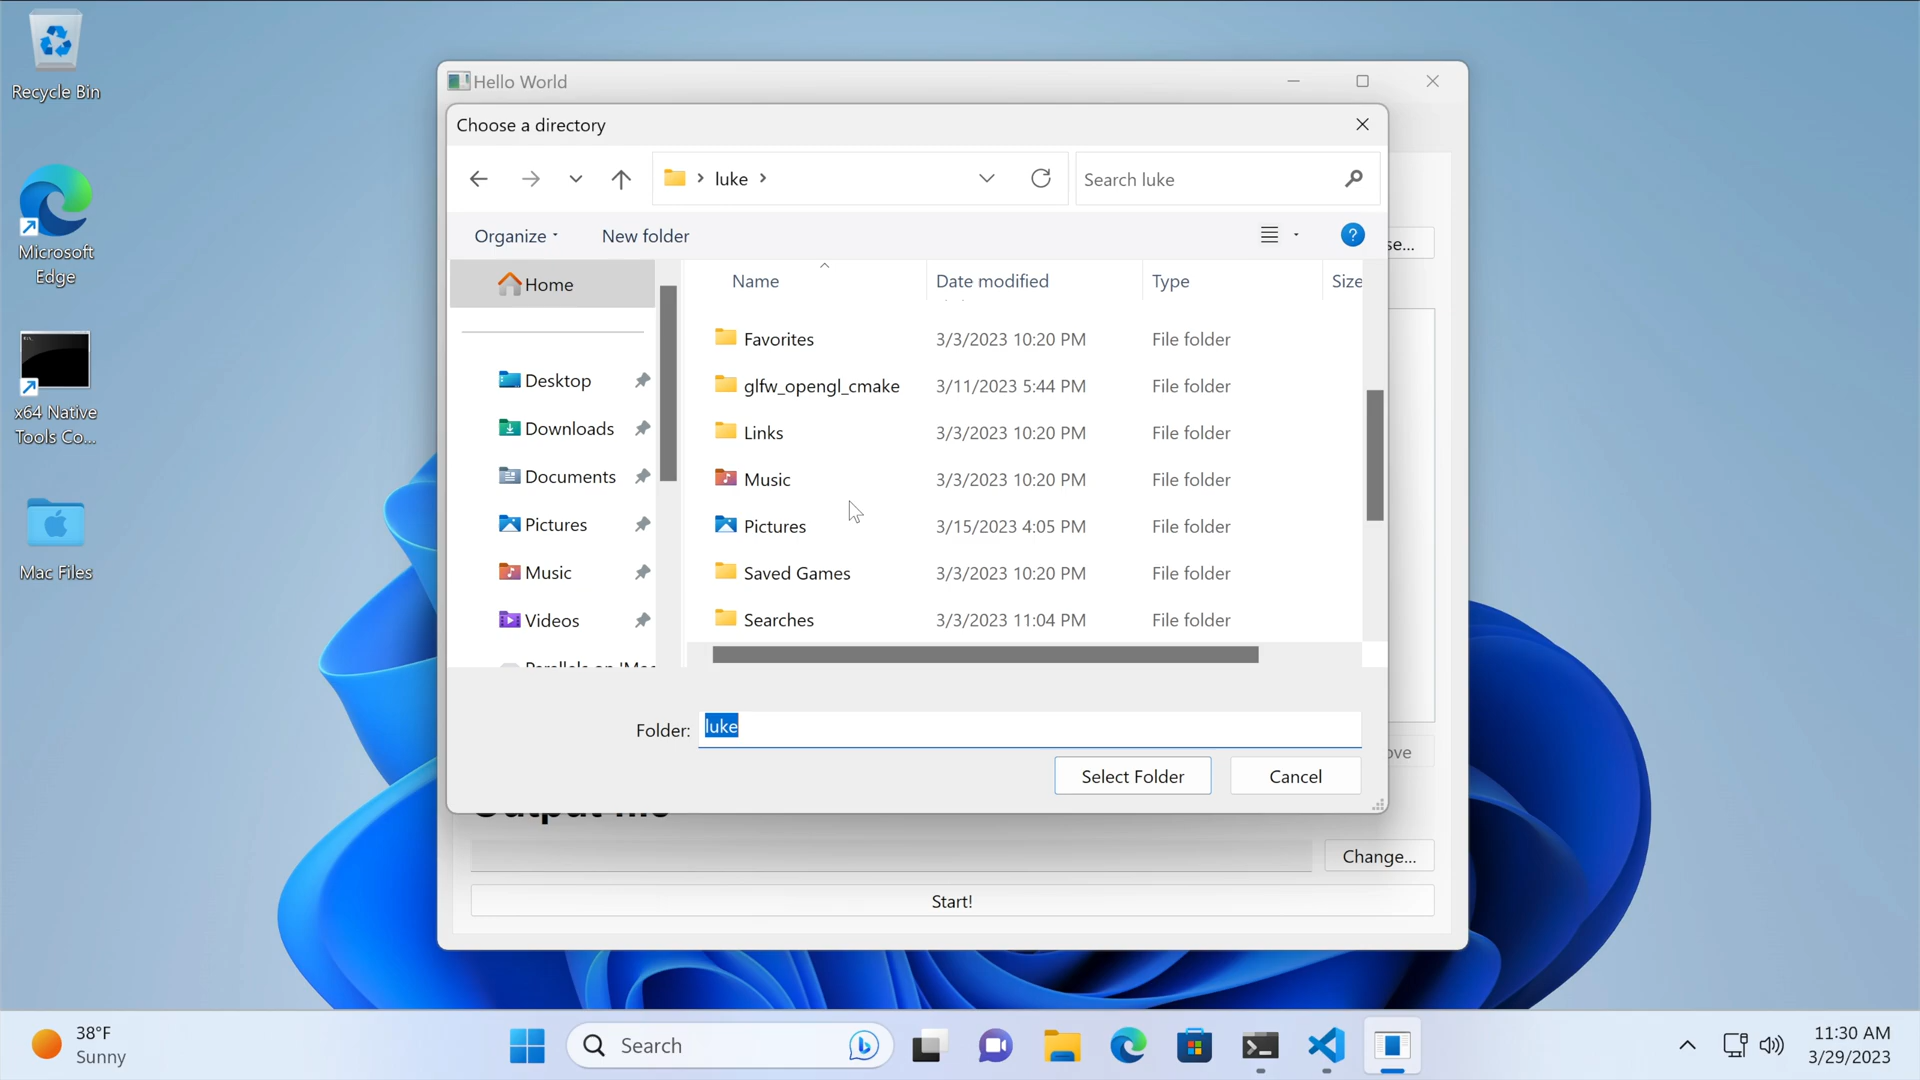 Recycle Bin
Microsoft
Edge
x64 Native
Tools Co...
Mac Files
Hello World
Choose a directory
luke
Search luke
Organize
New folder
?
se...
Home
Name
Date modified
Type
Size
Desktop
Downloads
Documents
Pictures
Music
Videos
Favorites 3/3/2023 10:20 PM File folder
glfw_opengl_cmake 3/11/2023 5:44 PM File folder
Links 3/3/2023 10:20 PM File folder
Music 3/3/2023 10:20 PM File folder
Pictures 3/15/2023 4:05 PM File folder
Saved Games 3/3/2023 10:20 PM File folder
Searches 3/3/2023 11:04 PM File folder
Folder: luke
ove
Select Folder
Cancel
Output file
Change...
Start!
38°F
Sunny
Search
11:30 AM
3/29/2023